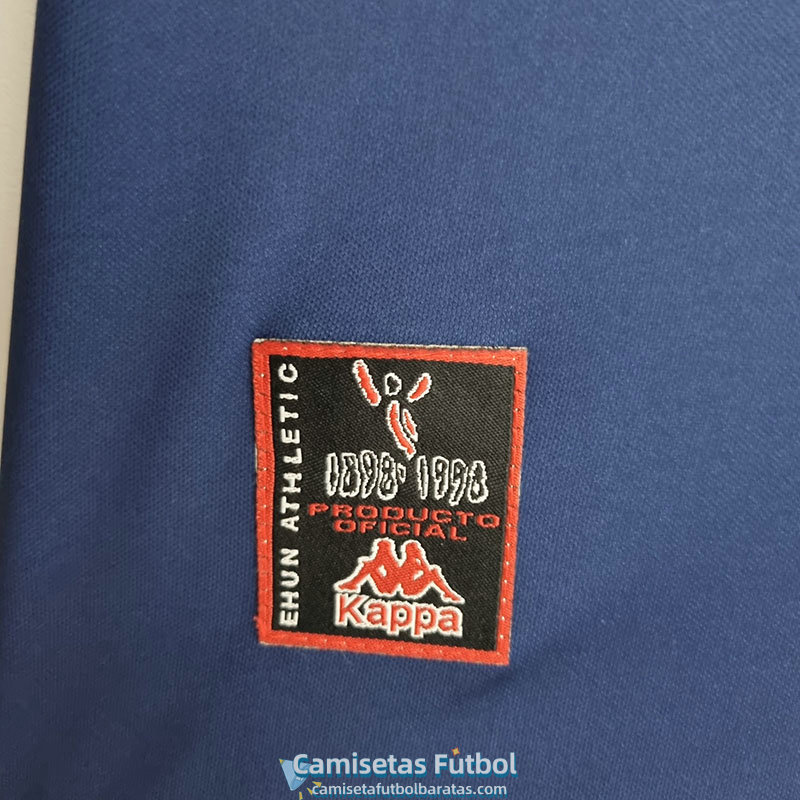 EHUN ATHLETIC
1898-1998
PRODUCTO
OFICIAL
Kappa
Camisetas Futbol
camisetafutbolbaratas.com